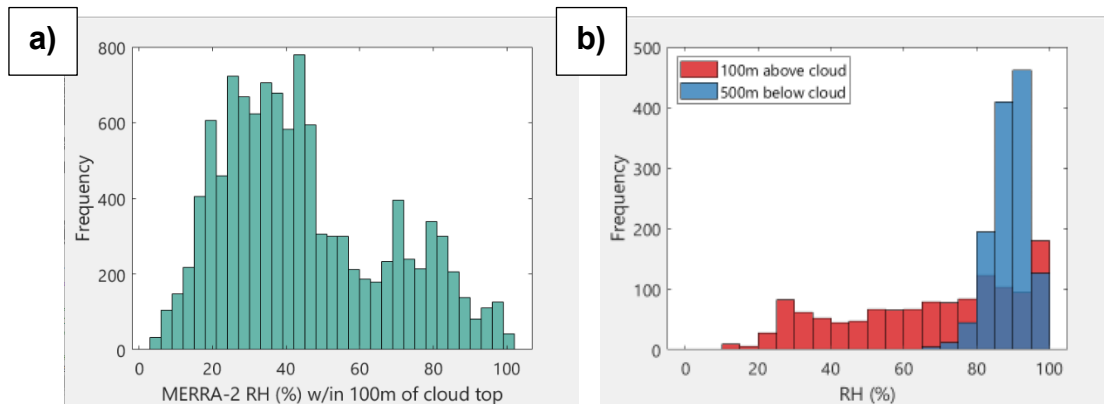 a)
800
600
400
200
0
Frequency
0 20 40 60 80 100
MERRA-2 RH (%) w/in 100m of cloud top
b)
500
400
300
200
100
0
Frequency
100m above cloud
500m below cloud
0 20 40 60 80 100
RH (%)